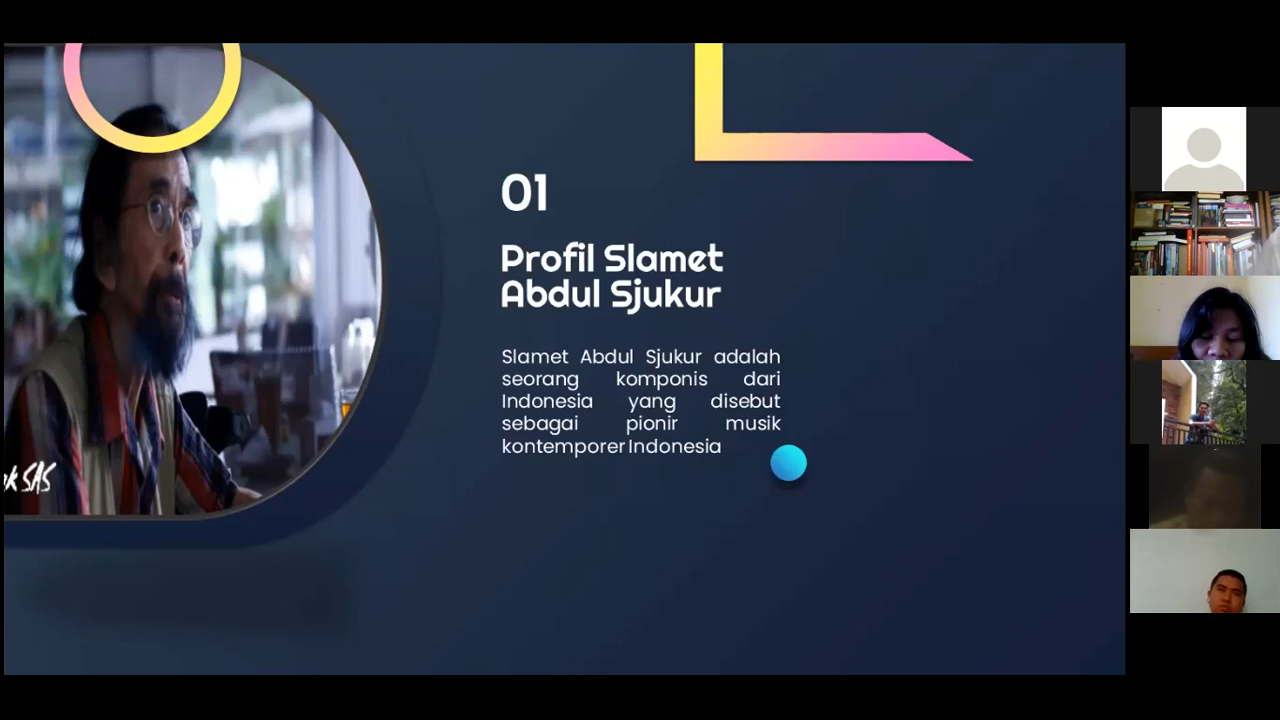 01
Profil Slamet
Abdul Sjukur
Slamet Abdul Sjukur adalah
seorang komponis dari
Indonesia yang disebut
sebagai pionir musik
kontemporer Indonesia
SAS